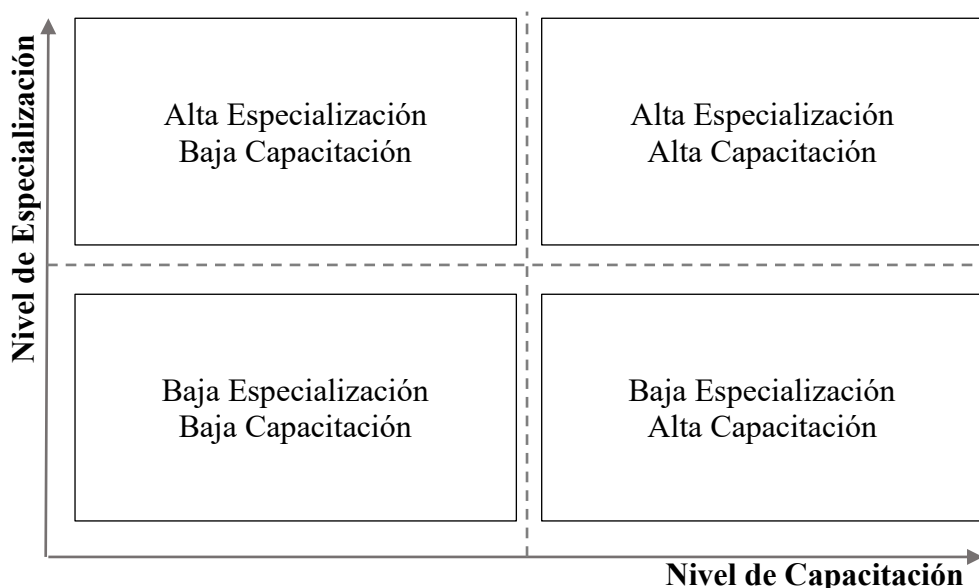 Nivel de Especialización
Alta Especialización
Baja Capacitación
Alta Especialización
Alta Capacitación
Baja Especialización
Baja Capacitación
Baja Especialización
Alta Capacitación
Nivel de Capacitación